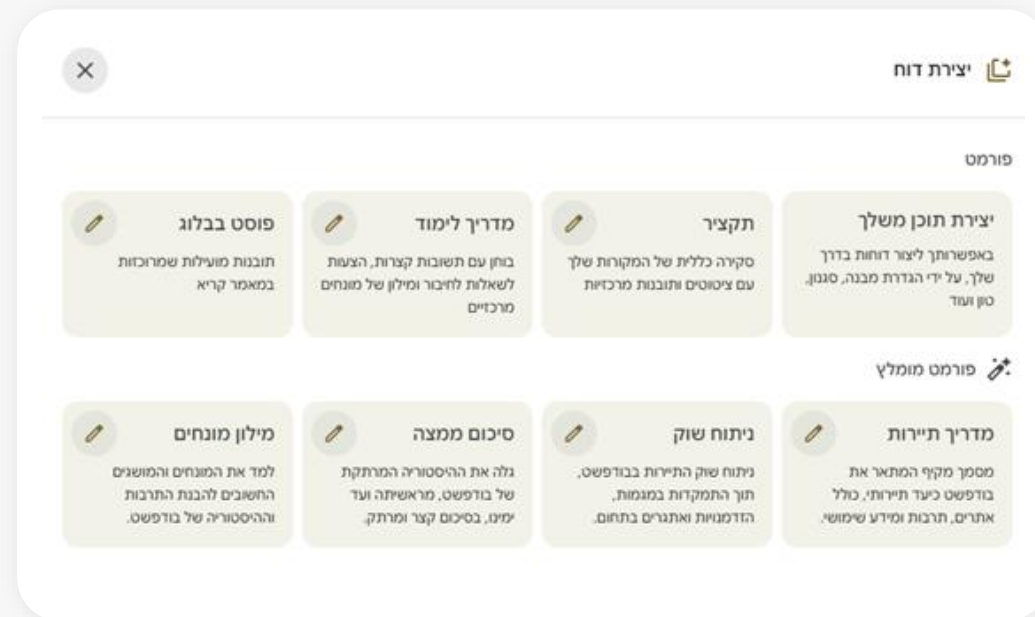 יצירת דוח
פורמט
יצירת תוכן משלך
באפשרותך ליצור דוחות בדרך
שלך, על ידי הגדרת מבנה, סגנון,
טון ועוד
תקציר
סקירה כללית של המקורות שלך
עם ציטוטים ותובנות מרכזיות
מדריך לימוד
בוחן עם תשובות קצרות, הצעות
לשאלות לחיבור ומילון של מונחים
מרכזיים
פוסט בבלוג
תובנות מועילות שמרוכזות
במאמר קריא
פורמט מומלץ
מדריך תיירות
מסמך מקיף המתאר את
בודפשט כיעד תיירותי, כולל
אתרים, תרבות ומידע שימושי.
ניתוח שוק
ניתוח שוק התיירות בבודפשט,
תוך התמקדות במגמות,
הזדמנויות ואתגרים בתחום.
סיכום ממצה
גלה את ההיסטוריה המרתקת
של בודפשט, מראשיתה ועד
ימינו, בסיכום קצר ומרתק.
מילון מונחים
למד את המונחים והמושגים
החשובים להבנת התרבות
וההיסטוריה של בודפשט.